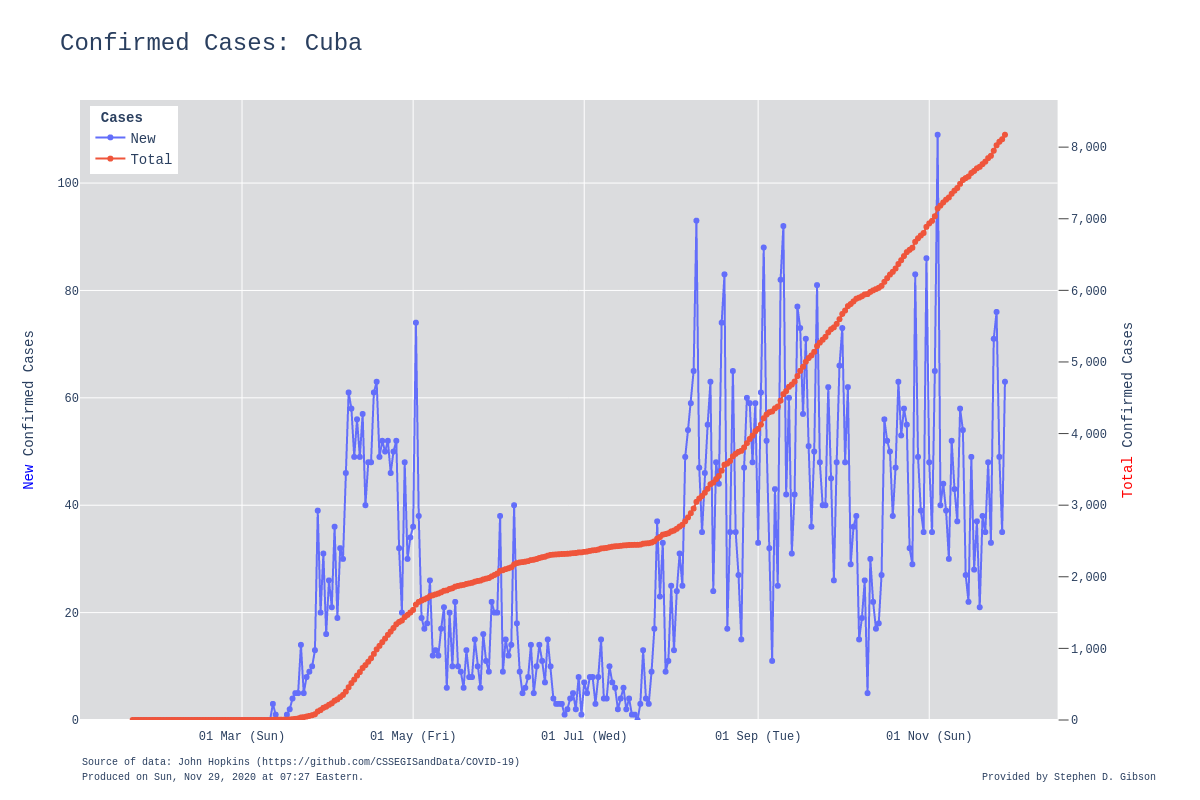 Confirmed Cases: Cuba
Cases
New
Total
100
80
60
40
20
0
8,000
7,000
6,000
5,000
4,000
3,000
2,000
1,000
0
New Confirmed Cases
Total Confirmed Cases
01 Mar (Sun)
01 May (Fri)
01 Jul (Wed)
01 Sep (Tue)
01 Nov (Sun)
Source of data: John Hopkins (https://github.com/CSSEGISandData/COVID-19)
Produced on Sun, Nov 29, 2020 at 07:27 Eastern.
Provided by Stephen D. Gibson